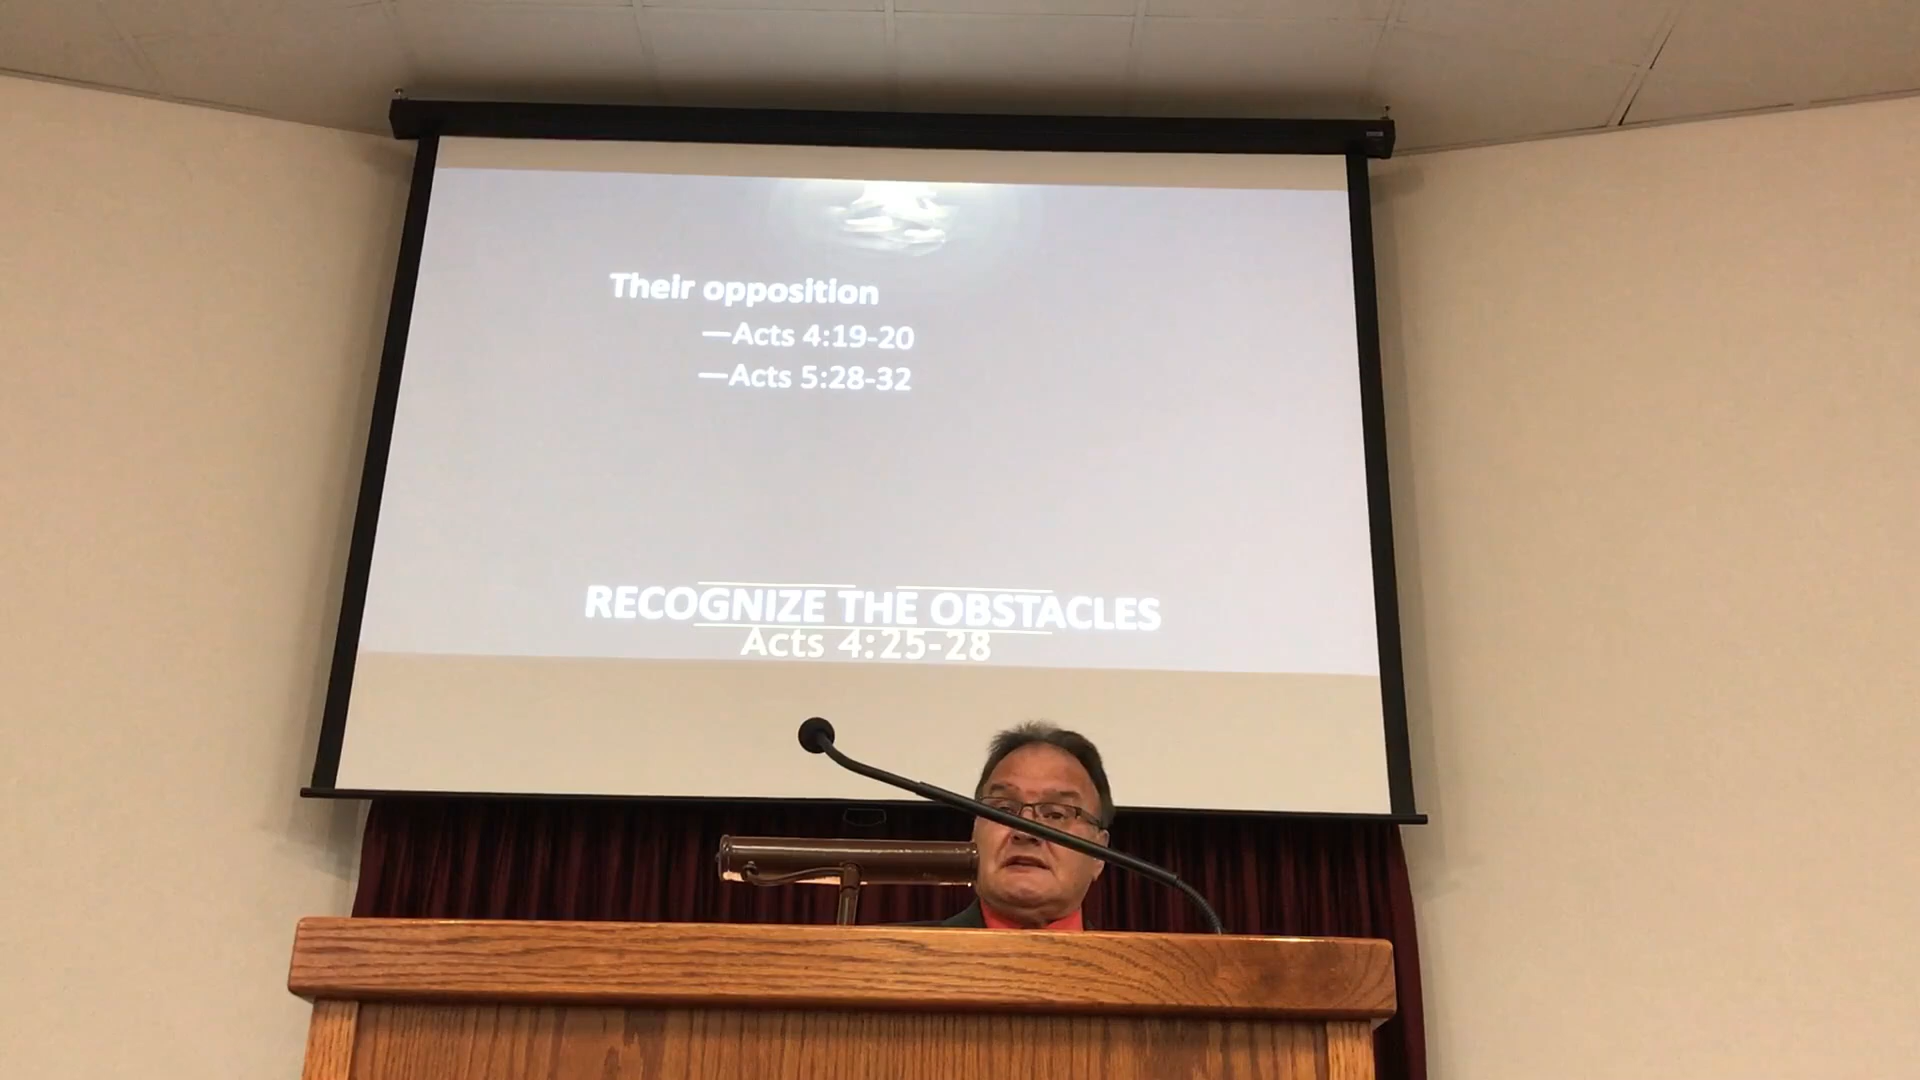 Their opposition
—Acts 4:19-20
—Acts 5:28-32
RECOGNIZE THE OBSTACLES
Acts 4:25-28